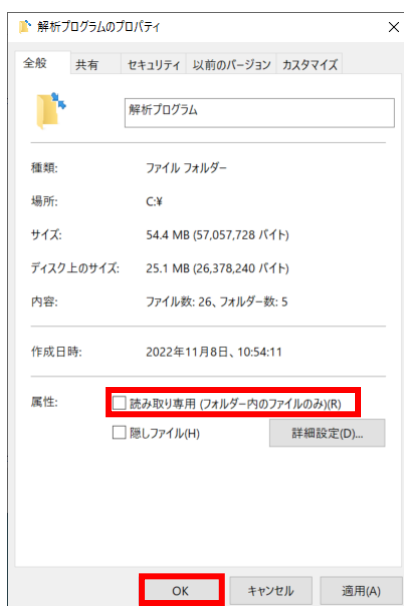 解析プログラムのプロパティ
全般 共有 セキュリティ 以前のバージョン カスタマイズ
解析プログラム
種類: ファイル フォルダー
場所: C:¥
サイズ: 54.4 MB (57,057,728 バイト)
ディスク上のサイズ: 25.1 MB (26,378,240 バイト)
内容: ファイル数: 26、フォルダー数: 5
作成日時: 2022年11月8日、10:54:11
属性: 読み取り専用 (フォルダー内のファイルのみ)(R)
隠しファイル(H) 詳細設定(D)...
OK キャンセル 適用(A)